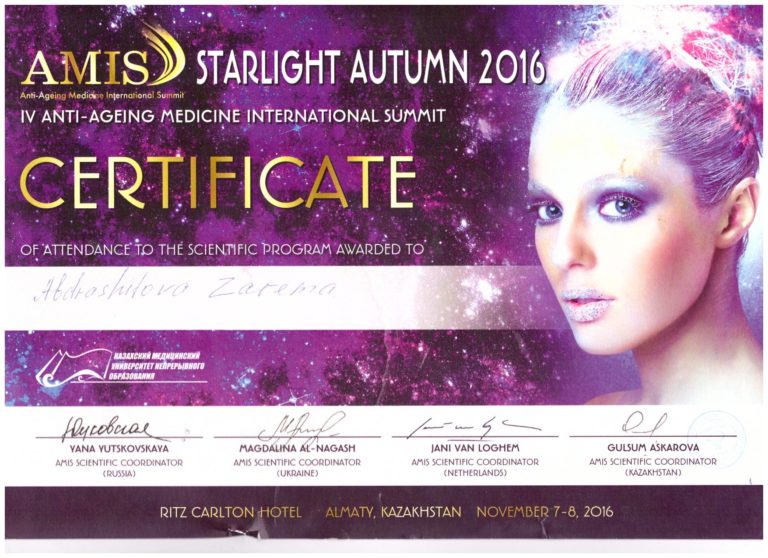 AMIS
STARLIGHT AUTUMN 2016
Anti-Ageing Medicine International Summit
IV ANTI-AGEING MEDICINE INTERNATIONAL SUMMIT
CERTIFICATE
OF ATTENDANCE TO THE SCIENTIFIC PROGRAM AWARDED TO
Abdrashitova Zarema
КАЗАХСКИЙ МЕДИЦИНСКИЙ
УНИВЕРСИТЕТ НЕПРЕРЫВНОГО
ОБРАЗОВАНИЯ
YANA YUTSKOVSKAYA
AMIS SCIENTIFIC COORDINATOR
(RUSSIA)
MAGDALINA AL-NAGASH
AMIS SCIENTIFIC COORDINATOR
(UKRAINE)
JANI VAN LOGHEM
AMIS SCIENTIFIC COORDINATOR
(NETHERLANDS)
GULSUM ASKAROVA
AMIS SCIENTIFIC COORDINATOR
(KAZAKHSTAN)
RITZ CARLTON HOTEL ALMATY, KAZAKHSTAN NOVEMBER 7-8, 2016